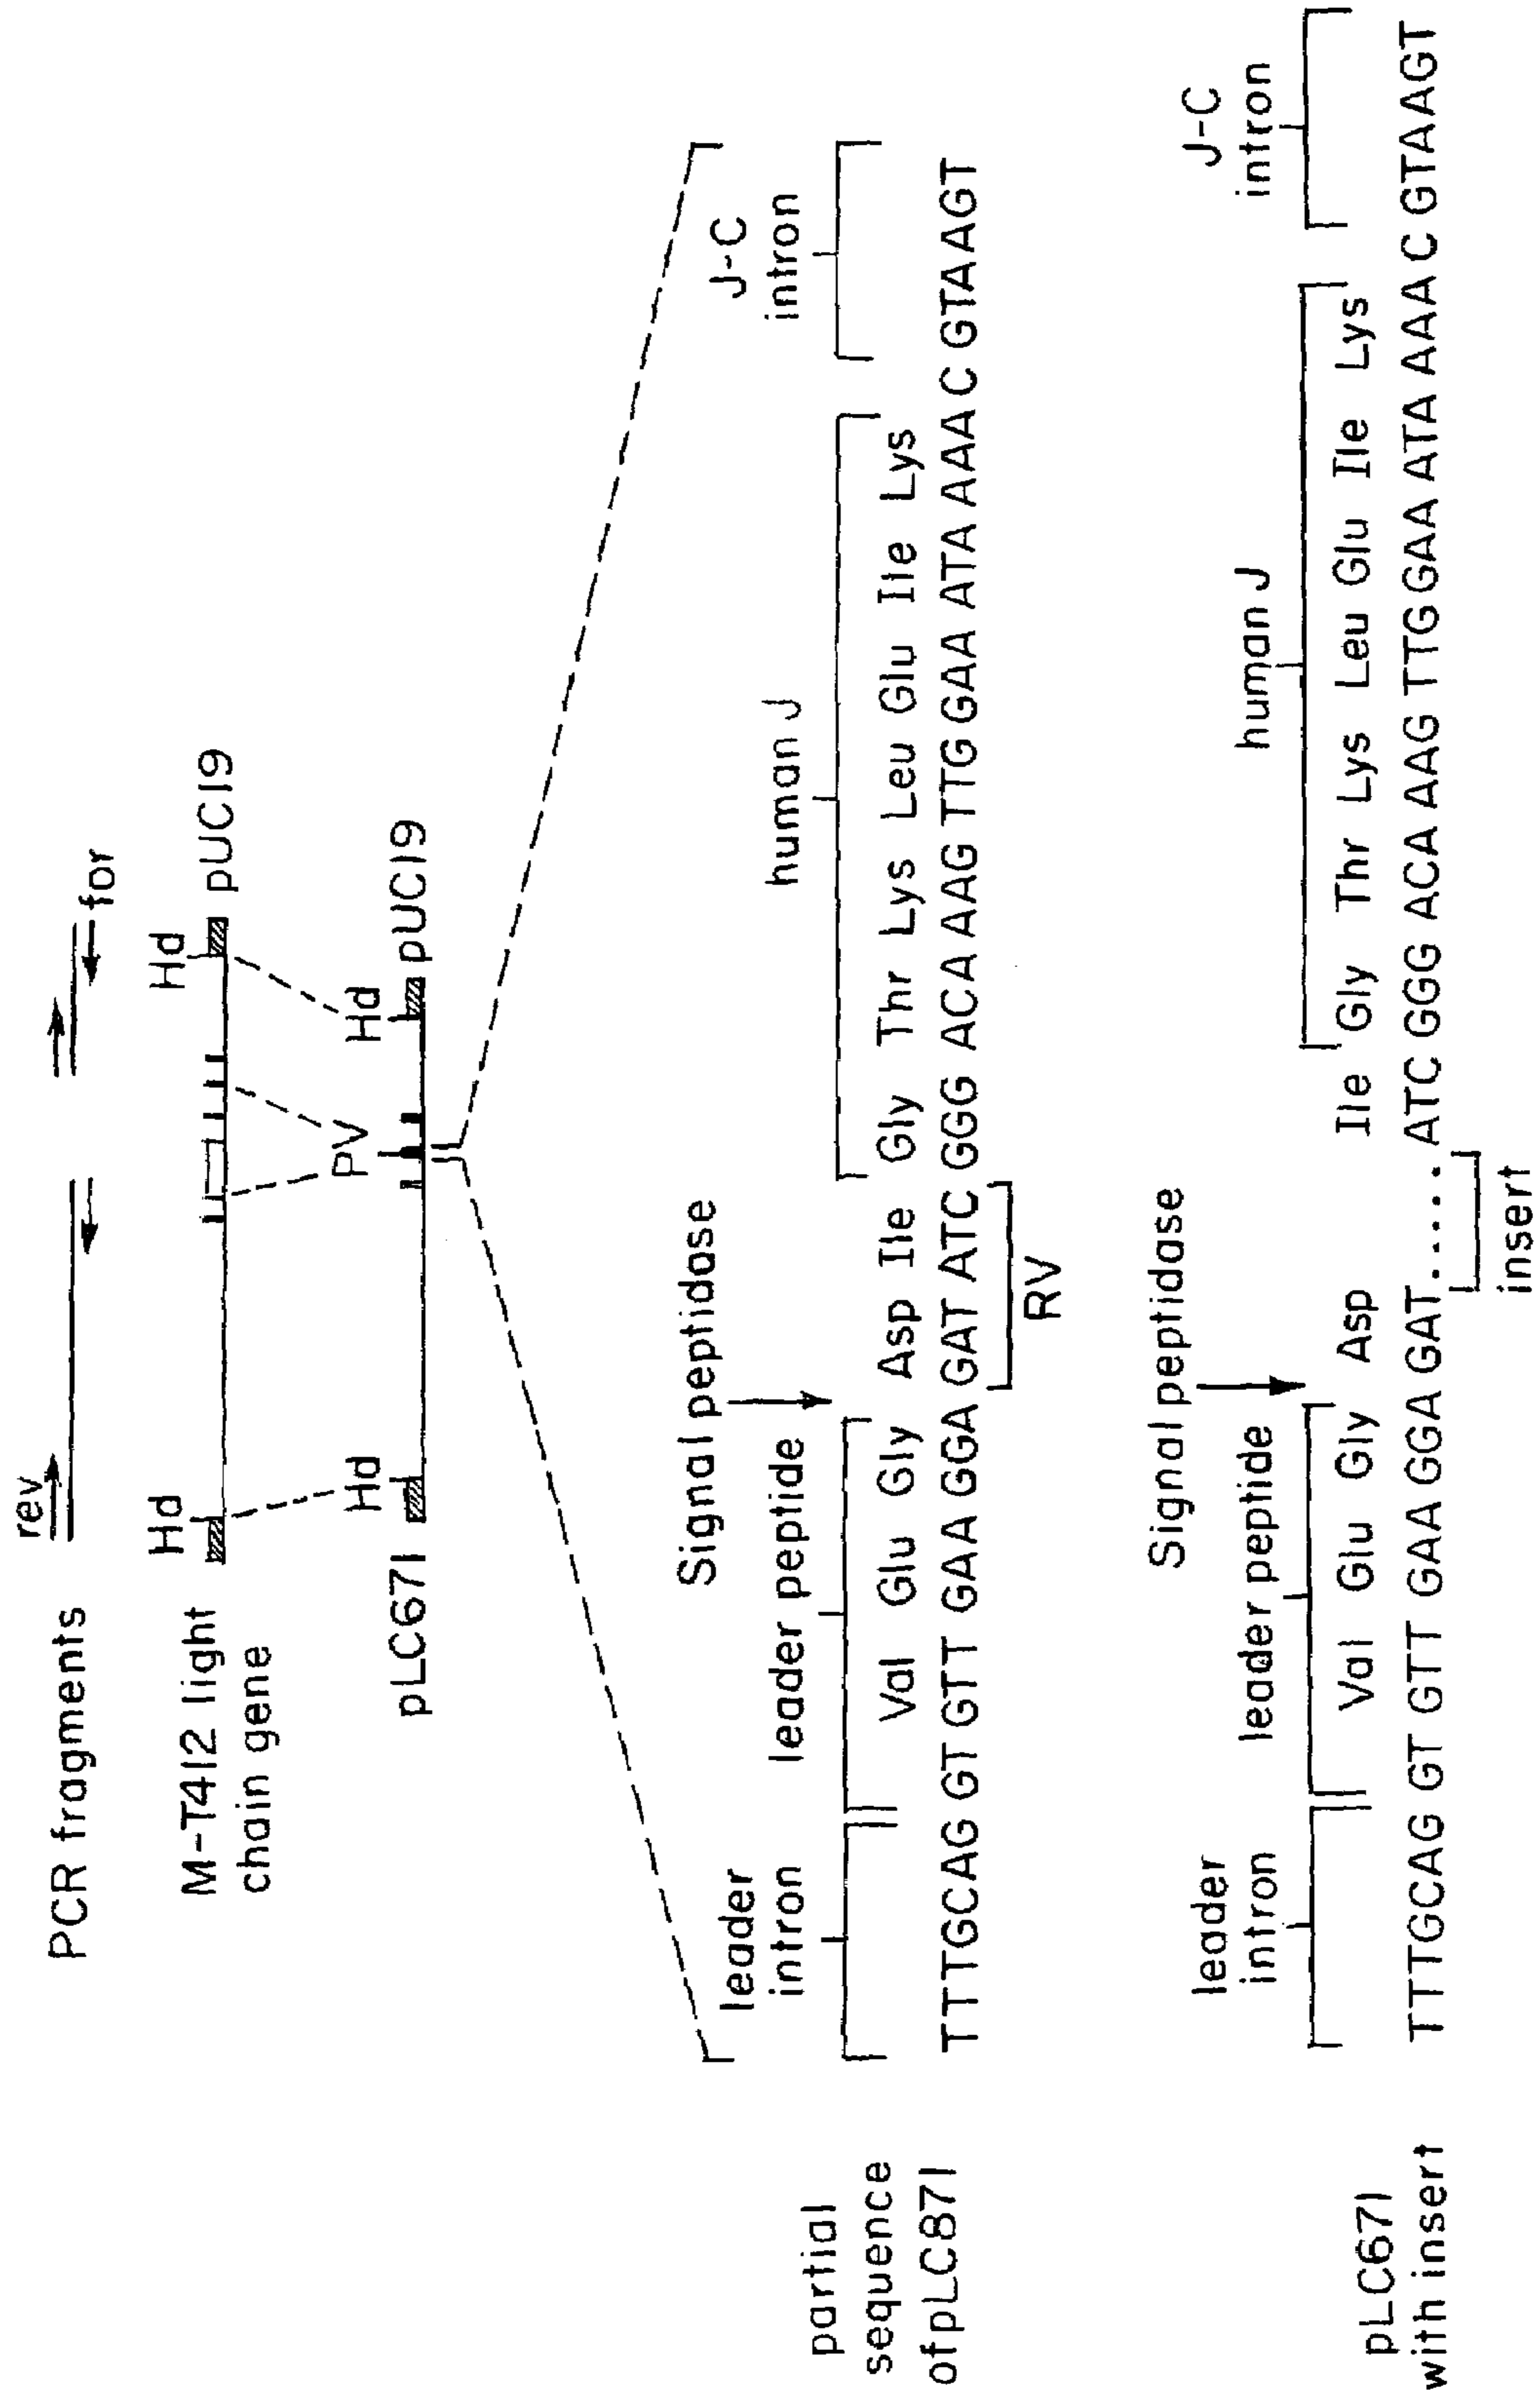 PCR fragments
rev
for
M-T412 light
chain gene
Hd
Hd
pUC19
PV
pLC671
Hd
Hd
pUC19
Signal peptidase
leader
intron
leader peptide
human J
J-C
intron
partial
sequence
ofpLC871
Val Glu Gly Asp Ile Gly Thr Lys Leu Glu Ile Lys
TTTGCAG GT GTT GAA GGA GAT ATC GGG ACA AAG TTG GAA ATA AAA C GTAAGT
RV
Signal peptidase
leader
intron
leader peptide
human J
J-C
intron
pLC671
with insert
Val Glu Gly Asp Ile Gly Thr Lys Leu Glu Ile Lys
TTTGCAG GT GTT GAA GGA GAT..... ATC GGG ACA AAG TTG GAA ATA AAA C GTAAGT
insert